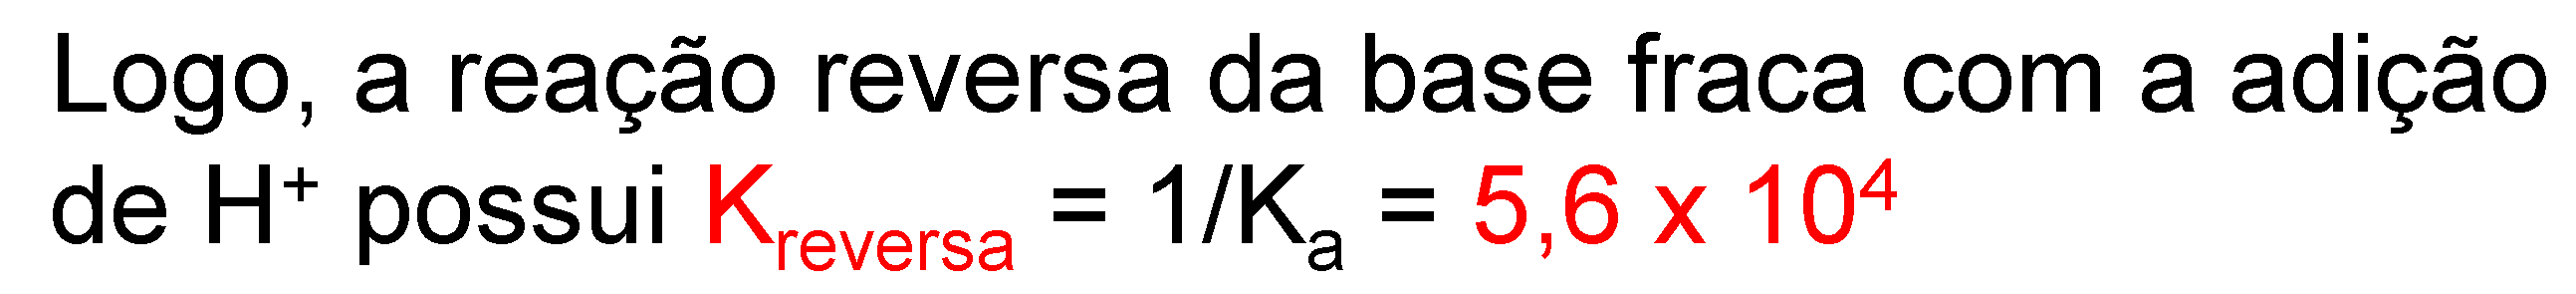 Logo, a reação reversa da base fraca com a adição
de H⁺ possui Kreversa = 1/Ka = 5,6 x 10⁴